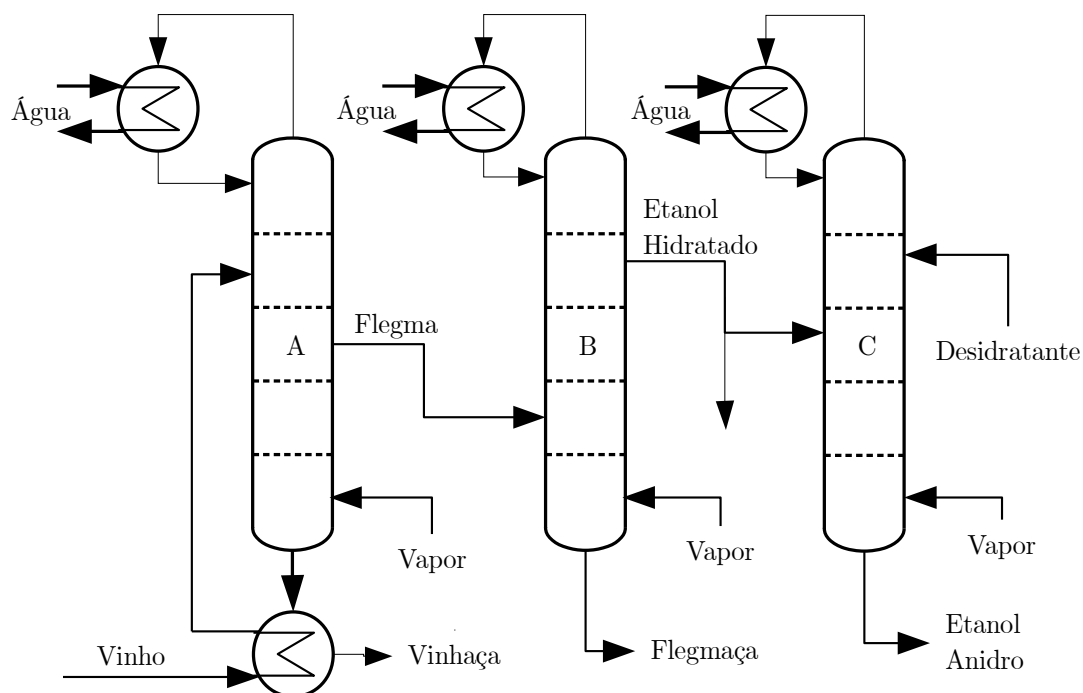 Água
Água
Água
Etanol
Hidratado
Flegma
A
B
C
Desidratante
Vapor
Vapor
Vapor
Vinho
Vinhaça
Flegmaça
Etanol
Anidro